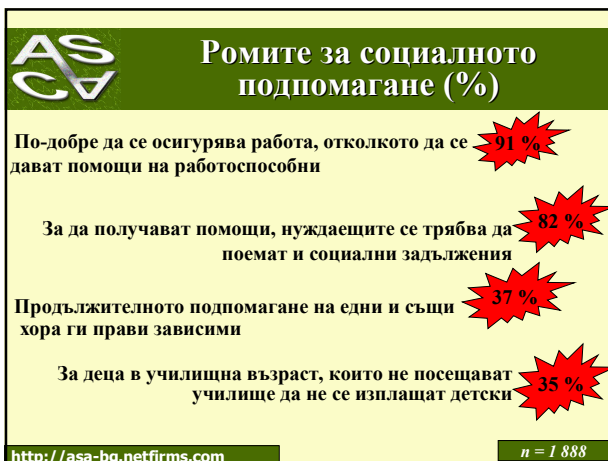 ASCA
Ромите за социалното
подпомагане (%)
По-добре да се осигурява работа, отколкото да се
дават помощи на работоспособни
91 %
За да получават помощи, нуждаещите се трябва да
поемат и социални задължения
82 %
Продължителното подпомагане на едни и същи
хора ги прави зависими
37 %
За деца в училищна възраст, които не посещават
училище да не се изплащат детски
35 %
http://asa-bg.netfirms.com
n = 1 888